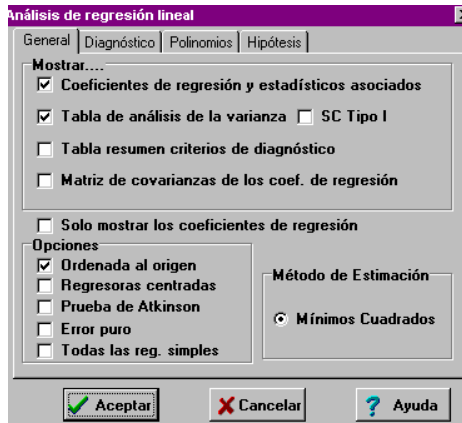 Análisis de regresión lineal
General Diagnóstico Polinomios Hipótesis
Mostrar....
Coeficientes de regresión y estadísticos asociados
Tabla de análisis de la varianza SC Tipo I
Tabla resumen criterios de diagnóstico
Matriz de covarianzas de los coef. de regresión
Solo mostrar los coeficientes de regresión
Opciones
Ordenada al origen
Regresoras centradas
Prueba de Atkinson
Error puro
Todas las reg. simples
Método de Estimación
Mínimos Cuadrados
Aceptar Cancelar Ayuda